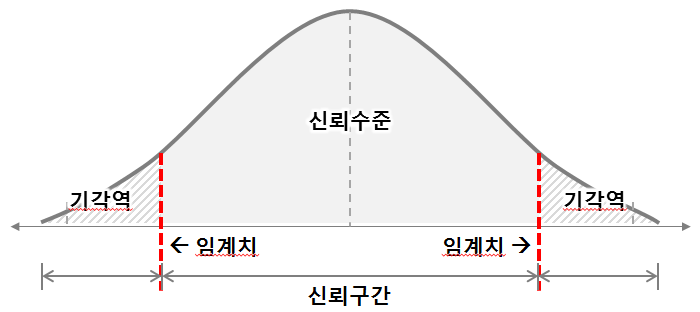 신뢰수준
기각역
기각역
← 임계치
임계치 →
신뢰구간